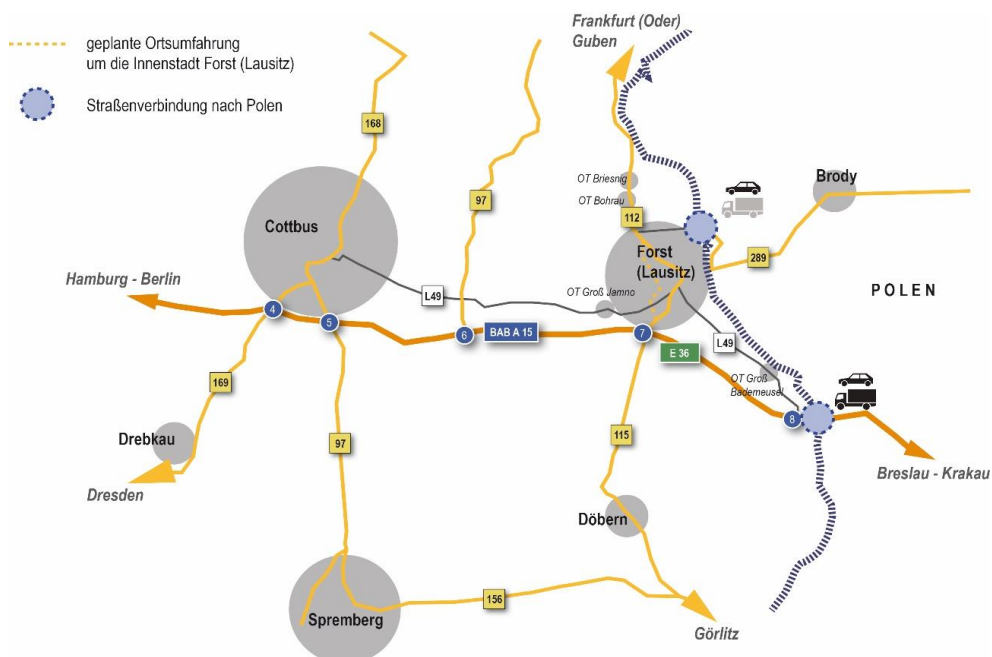 geplante Ortsumfahrung
um die Innenstadt Forst (Lausitz)
Straßenverbindung nach Polen
Frankfurt (Oder)
Guben
168
97
OT Briesnig
OT Bohrau
112
Brody
Cottbus
Forst
(Lausitz)
289
Hamburg - Berlin
L49
OT Groß Jamno
POLEN
4
5
6
BAB A 15
7
E 36
L49
OT Groß
Bademeusel
8
169
97
115
Drebkau
Dresden
Breslau - Krakau
Döbern
156
Spremberg
Görlitz